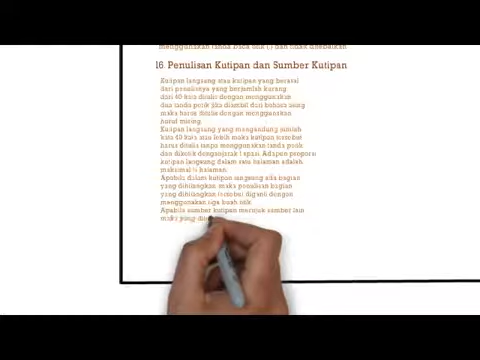 menggunakan tanda baca titik (.) dan tidak ditebalkan
16. Penulisan Kutipan dan Sumber Kutipan
Kutipan langsung atau kutipan yang berasal
dari penulisnya yang berjumlah kurang
dari 40 kata ditulis dengan menggunakan
dan tanda petik jika diambil dari bahasa asing
maka harus ditulis dengan menggunakan
huruf miring.
Kutipan langsung yang mengandung jumlah
kata 40 kata atau lebih maka kutipan tersebut
harus ditulis tanpa menggunakan tanda petik
dan diketik dengan jarak 1 spasi. Adapun proporsi
kutipan langsung dalam satu halaman adalah
maksimal ¼ halaman.
Apabila dalam kutipan langsung ada bagian
yang dihilangkan, maka penulisan bagian
yang dihilangkan tersebut diganti dengan
menggunakan tiga buah titik.
Apabila sumber kutipan merujuk sumber lain
maka yang